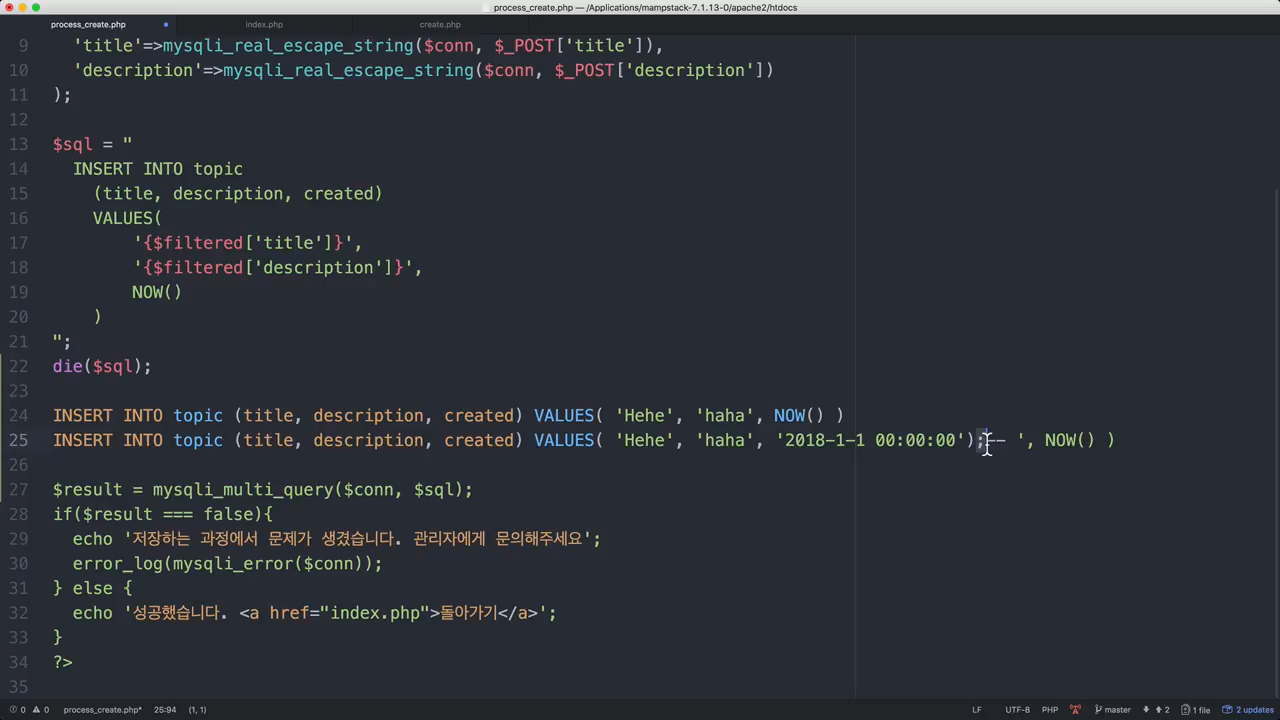 process_create.php — /Applications/mampstack-7.1.13-0/apache2/htdocs
process_create.php index.php create.php
9 'title'=>mysqli_real_escape_string($conn, $_POST['title']),
10 'description'=>mysqli_real_escape_string($conn, $_POST['description'])
11 );
12
13 $sql = "
14 INSERT INTO topic
15 (title, description, created)
16 VALUES(
17 '{$filtered['title']}',
18 '{$filtered['description']}',
19 NOW()
20 )
21 ";
22 die($sql);
23
24 INSERT INTO topic (title, description, created) VALUES( 'Hehe', 'haha', NOW() )
25 INSERT INTO topic (title, description, created) VALUES( 'Hehe', 'haha', '2018-1-1 00:00:00');-- ', NOW() )
26
27 $result = mysqli_multi_query($conn, $sql);
28 if($result === false){
29 echo '저장하는 과정에서 문제가 생겼습니다. 관리자에게 문의해주세요';
30 error_log(mysqli_error($conn));
31 } else {
32 echo '성공했습니다. <a href="index.php">돌아가기</a>';
33 }
34 ?>
35
0 0 process_create.php* 25:94 (1, 1) LF UTF-8 PHP master 2 1 file 2 updates